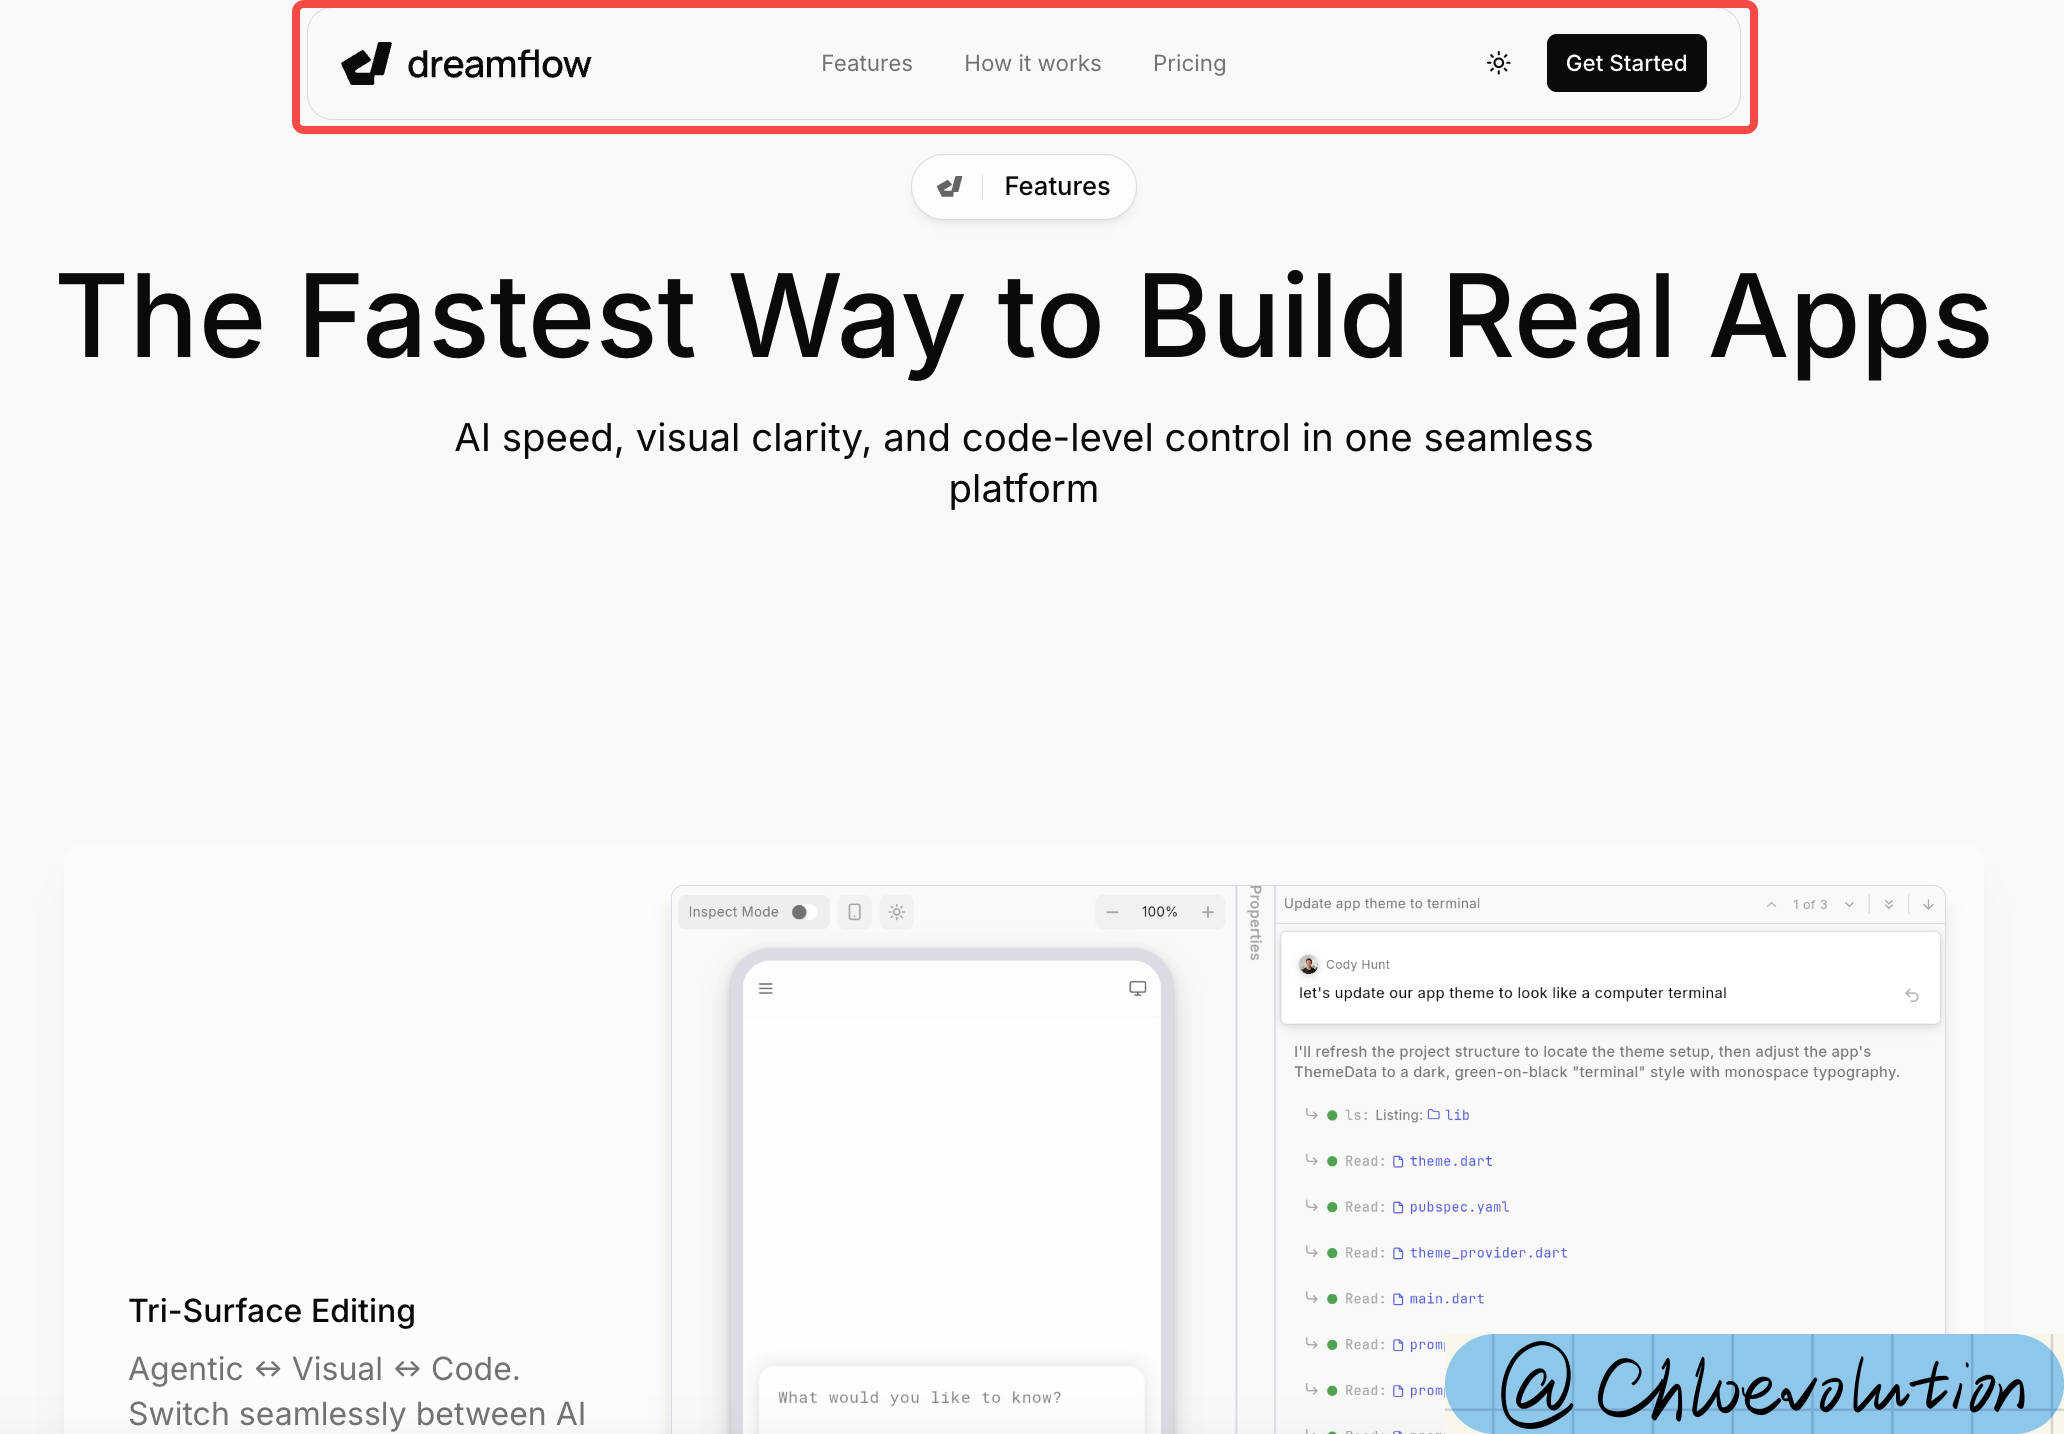 dreamflow
Features
How it works
Pricing
Get Started
Features
The Fastest Way to Build Real Apps
AI speed, visual clarity, and code-level control in one seamless
platform
Tri-Surface Editing
Agentic ↔ Visual ↔ Code.
Switch seamlessly between AI
Inspect Mode
100%
What would you like to know?
Properties
Update app theme to terminal
1 of 3
Cody Hunt
let's update our app theme to look like a computer terminal
I'll refresh the project structure to locate the theme setup, then adjust the app's
ThemeData to a dark, green-on-black "terminal" style with monospace typography.
ls: Listing: lib
Read: theme.dart
Read: pubspec.yaml
Read: theme_provider.dart
Read: main.dart
Read:
Read:
@Chloevolution